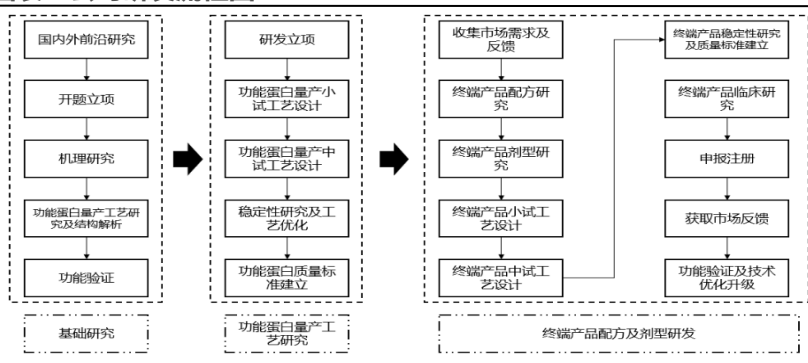 国内外前沿研究
开题立项
机理研究
功能蛋白量产工艺研
究及结构解析
功能验证
基础研究
研发立项
功能蛋白量产小
试工艺设计
功能蛋白量产中
试工艺设计
稳定性研究及工
艺优化
功能蛋白质量标
准建立
功能蛋白量产工
艺研究
收集市场需求及
反馈
终端产品配方研
究
终端产品剂型研
究
终端产品小试工
艺设计
终端产品中试工
艺设计
终端产品稳定性研究
及质量标准建立
终端产品临床研
究
申报注册
获取市场反馈
功能验证及技术
优化升级
终端产品配方及剂型研发